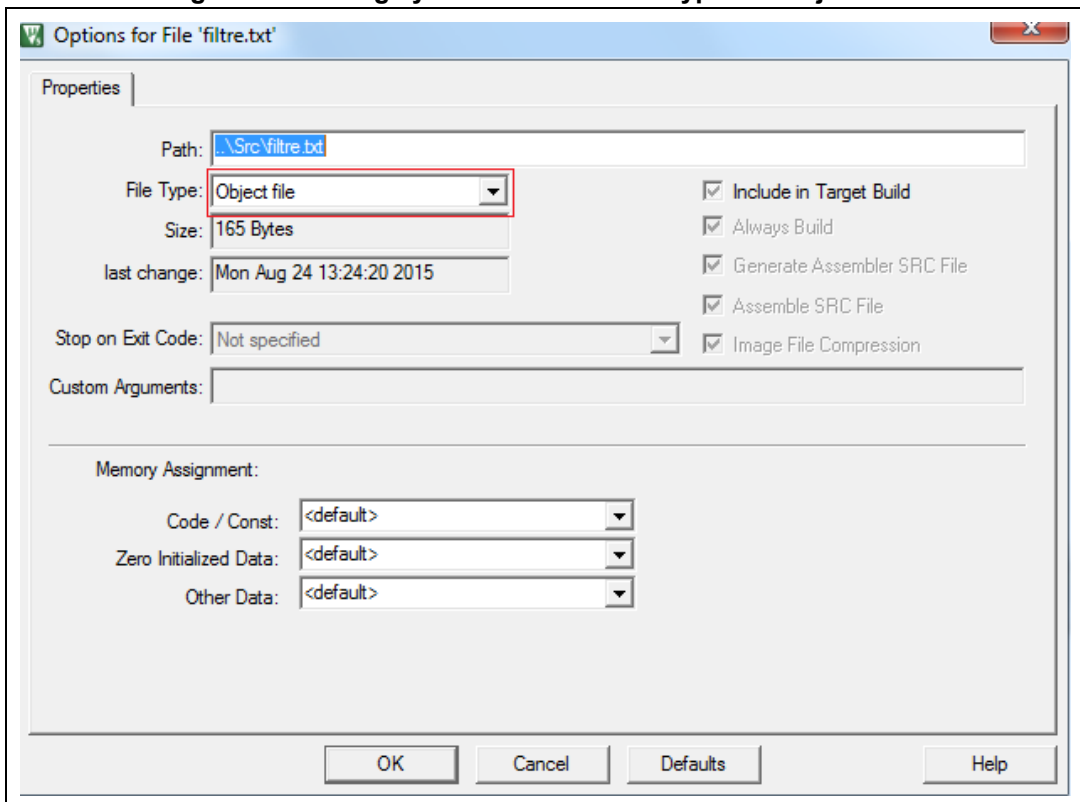 Options for File 'filtre.txt'
X
Properties
Path: ..\Src\filtre.txt
File Type: Object file
Include in Target Build
Size: 165 Bytes
Always Build
last change: Mon Aug 24 13:24:20 2015
Generate Assembler SRC File
Assemble SRC File
Stop on Exit Code: Not specified
Image File Compression
Custom Arguments:
Memory Assignment:
Code / Const: <default>
Zero Initialized Data: <default>
Other Data: <default>
OK Cancel Defaults Help